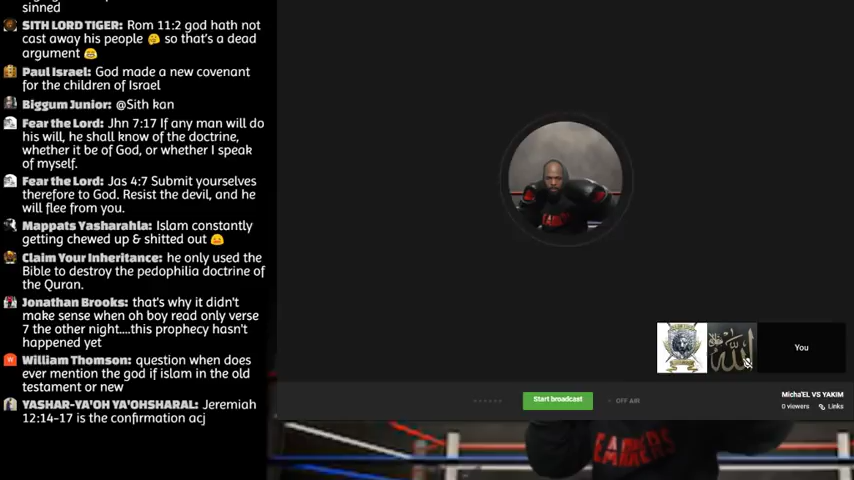 sinned
SITH LORD TIGER: Rom 11:2 god hath not
cast away his people 🤔 so that's a dead
argument 😂
Paul Israel: God made a new covenant
for the children of Israel
Biggum Junior: @Sith kan
Fear the Lord: Jhn 7:17 If any man will do
his will, he shall know of the doctrine,
whether it be of God, or whether I speak
of myself.
Fear the Lord: Jas 4:7 Submit yourselves
therefore to God. Resist the devil, and he
will flee from you.
Mappats Yasharahla: Islam constantly
getting chewed up & shitted out
Claim Your Inheritance: he only used the
Bible to destroy the pedophilia doctrine of
the Quran.
Jonathan Brooks: that's why it didn't
make sense when oh boy read only verse
7 the other night....this prophecy hasn't
happened yet
William Thomson: question when does
ever mention the god if islam in the old
testament or new
YASHAR-YA'OH YA'OHSHARAL: Jeremiah
12:14-17 is the confirmation acj
W
الله
You
Start broadcast
OFF AIR
Micha'EL VS YAKIM
0 viewers
Links